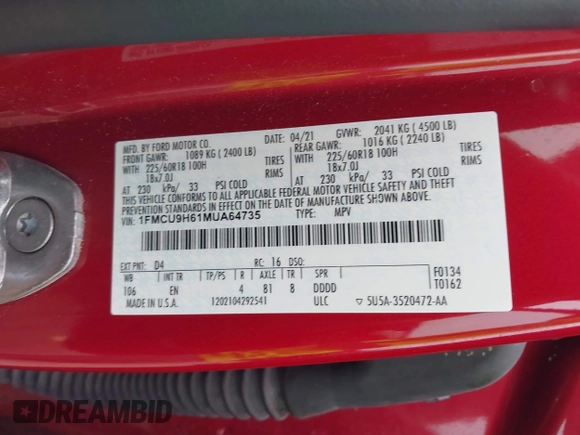 MFD. BY FORD MOTOR CO. DATE: 04/21 GVWR: 2041 KG ( 4500 LB)
FRONT GAWR: 1089 KG ( 2400 LB) REAR GAWR: 1016 KG ( 2240 LB)
WITH 225/60R18 100H TIRES WITH 225/60R18 100H TIRES
18x7.0J RIMS 18x7.0J RIMS
AT 230 kPa/ 33 PSI COLD AT 230 kPa/ 33 PSI COLD
THIS VEHICLE CONFORMS TO ALL APPLICABLE FEDERAL MOTOR VEHICLE SAFETY AND BUMPER
PREVENTION STANDARDS IN EFFECT ON THE DATE OF MANUFACTURE SHOWN ABOVE.
VIN: 1FMCU9H61MUA64735 TYPE: MPV
EXT PNT: D4 RC: 16 DSO:
WB INT TR TP/PS R AXLE TR SPR F0134
106 EN 4 81 8 DDDD T0162
MADE IN U.S.A. 1202104292541 ULC ▽ 5U5A-3520472-AA
DREAMBID